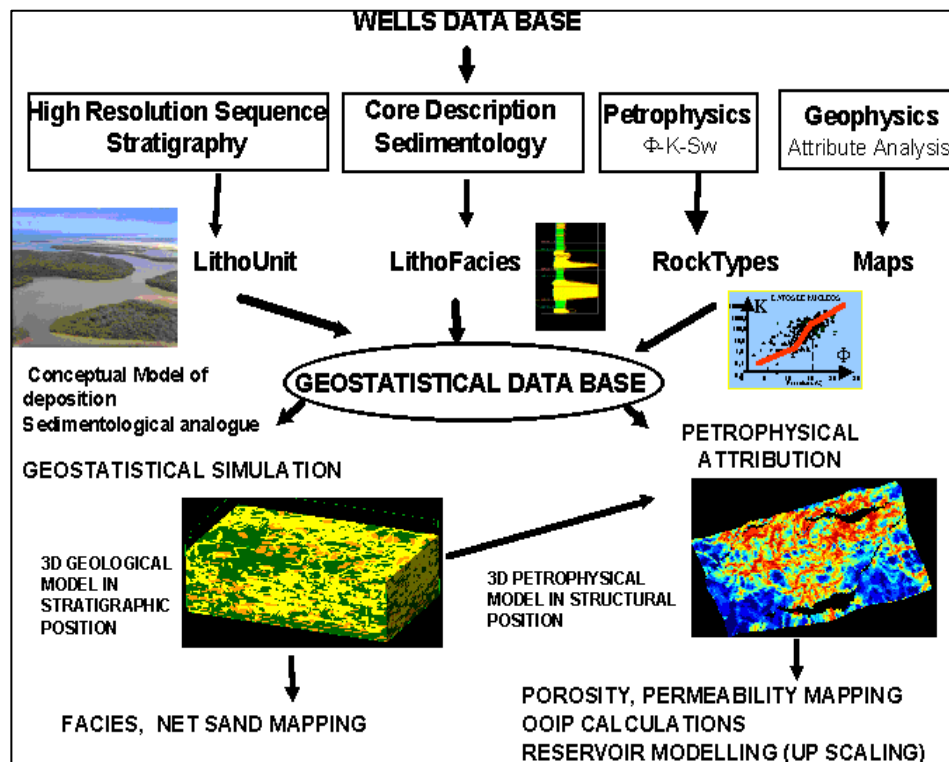 WELLS DATA BASE
High Resolution Sequence
Stratigraphy
Core Description
Sedimentology
Petrophysics
Φ-K-Sw
Geophysics
Attribute Analysis
LithoUnit
LithoFacies
RockTypes
Maps
K
Φ
Conceptual Model of
deposition
Sedimentological analogue
GEOSTATISTICAL DATA BASE
GEOSTATISTICAL SIMULATION
PETROPHYSICAL
ATTRIBUTION
3D GEOLOGICAL
MODEL IN
STRATIGRAPHIC
POSITION
3D PETROPHYSICAL
MODEL IN STRUCTURAL
POSITION
FACIES, NET SAND MAPPING
POROSITY, PERMEABILITY MAPPING
OOIP CALCULATIONS
RESERVOIR MODELLING (UP SCALING)